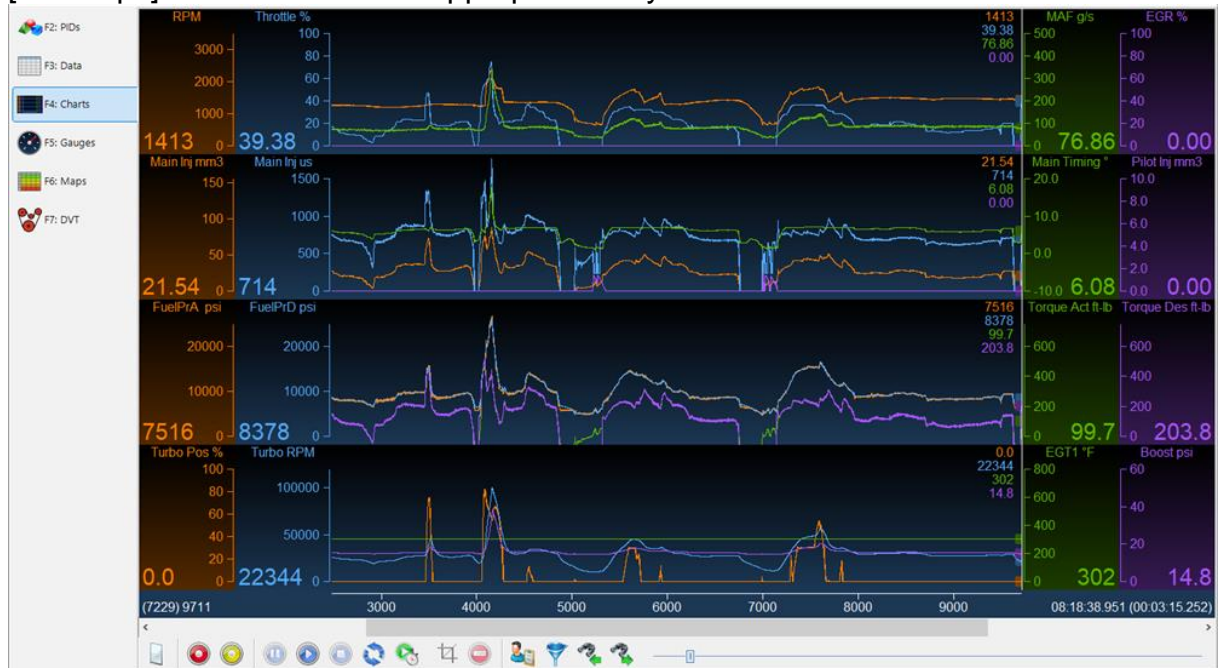 F2: PIDs
F3: Data
F4: Charts
F5: Gauges
F6: Maps
F7: DVT
RPM Throttle % MAF g/s EGR %
3000 2000 1000 0
100 80 60 40 20 0
1413
39.38
76.86
0.00
500 400 300 200 100 0
100 80 60 40 20 0
1413 39.38 76.86 0.00
Main Inj mm3 Main Inj us Main Timing ° Pilot Inj mm3
150 100 50 0
1500 1000 500 0
21.54
714
6.08
0.00
20.0 10.0 0.0 -10.0
10.0 8.0 6.0 4.0 2.0 0.0
21.54 714 6.08 0.00
FuelPrA psi FuelPrD psi Torque Act ft-lb Torque Des ft-lb
20000 10000 0
20000 10000 0
7516
8378
99.7
203.8
600 400 200 0
600 400 200 0
7516 8378 99.7 203.8
Turbo Pos % Turbo RPM EGT1 °F Boost psi
100 80 60 40 20 0
100000 50000 0
0.0
22344
302
14.8
800 600 400 200 0
60 40 20 0
0.0 22344 302 14.8
(7229) 9711 3000 4000 5000 6000 7000 8000 9000 08:18:38.951 (00:03:15.252)